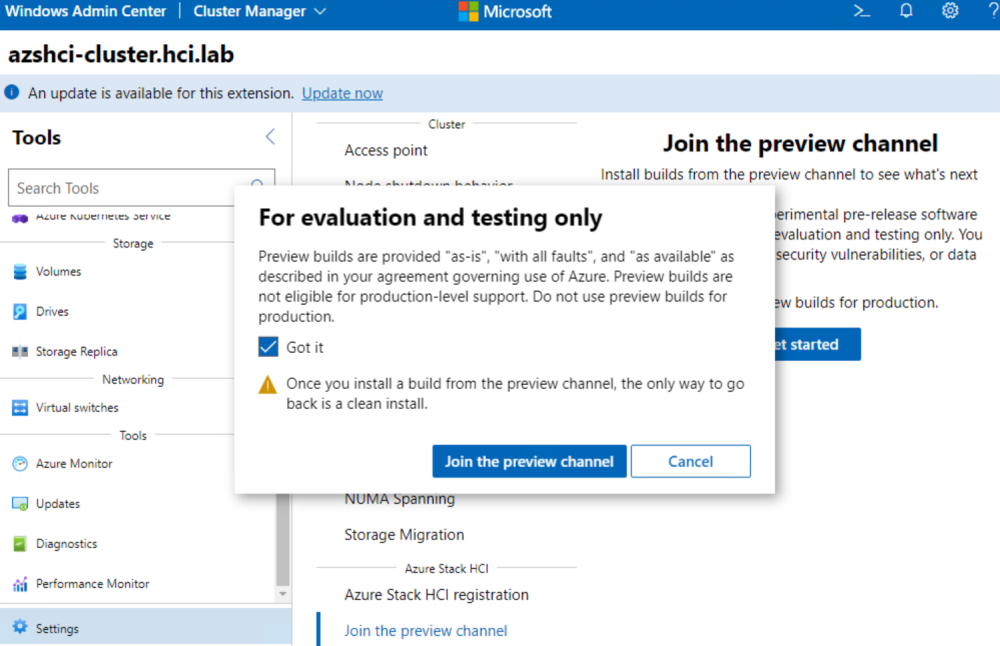 Windows Admin Center | Cluster Manager
Microsoft
?
azshci-cluster.hci.lab
An update is available for this extension. Update now
Tools
Search Tools
Azure Kubernetes Service
Storage
Volumes
Drives
Storage Replica
Networking
Virtual switches
Tools
Azure Monitor
Updates
Diagnostics
Performance Monitor
Settings
Cluster
Access point
Node shutdown behavior
NUMA Spanning
Storage Migration
Azure Stack HCI
Azure Stack HCI registration
Join the preview channel
Join the preview channel
Install builds from the preview channel to see what's next
pre-release software
evaluation and testing only. You
security vulnerabilities, or data
builds for production.
started
For evaluation and testing only
Preview builds are provided "as-is", "with all faults", and "as available" as
described in your agreement governing use of Azure. Preview builds are
not eligible for production-level support. Do not use preview builds for
production.
Got it
Once you install a build from the preview channel, the only way to go
back is a clean install.
Join the preview channel
Cancel